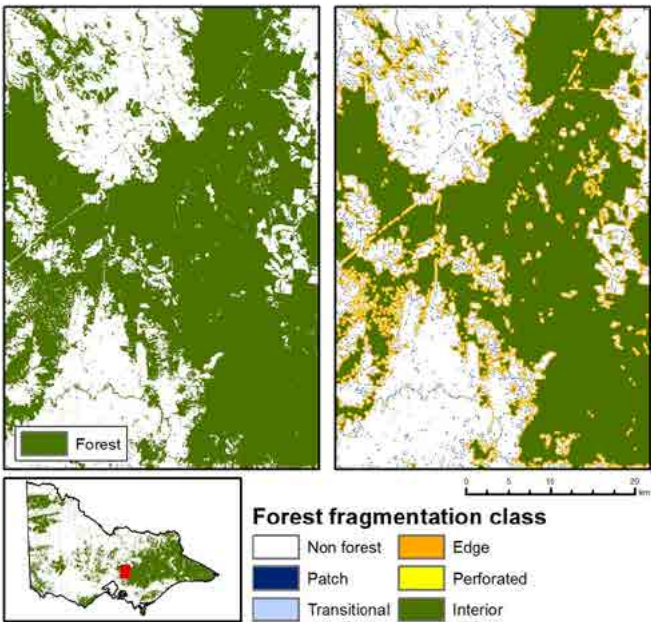 Forest
0 5 10 20
km
Forest fragmentation class
Non forest Edge
Patch Perforated
Transitional Interior